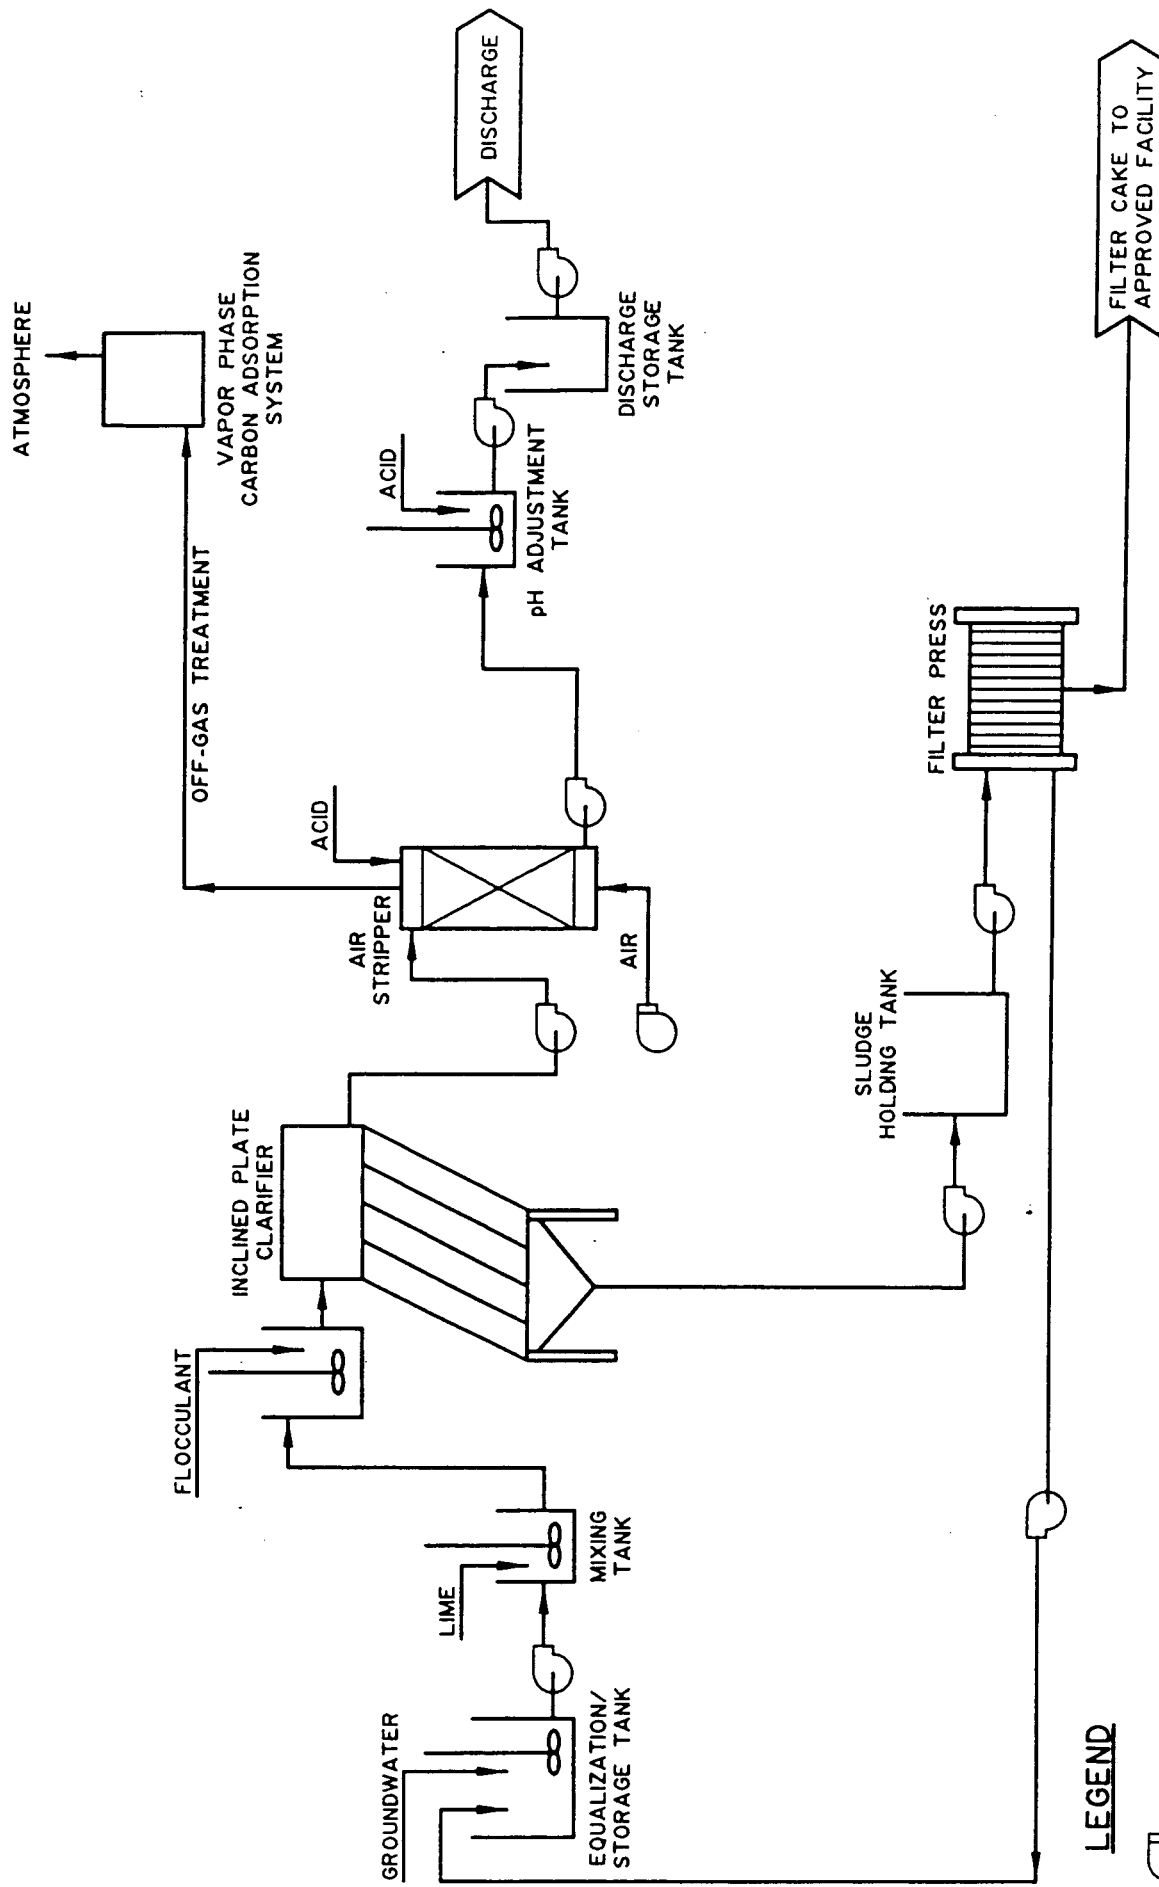 ATMOSPHERE
VAPOR PHASE
CARBON ADSORPTION
SYSTEM
OFF-GAS TREATMENT
DISCHARGE
ACID
pH ADJUSTMENT
TANK
DISCHARGE
STORAGE
TANK
ACID
AIR
STRIPPER
AIR
INCLINED PLATE
CLARIFIER
FLOCCULANT
LIME
MIXING
TANK
GROUNDWATER
EQUALIZATION/
STORAGE TANK
SLUDGE
HOLDING TANK
FILTER PRESS
FILTER CAKE TO
APPROVED FACILITY
LEGEND